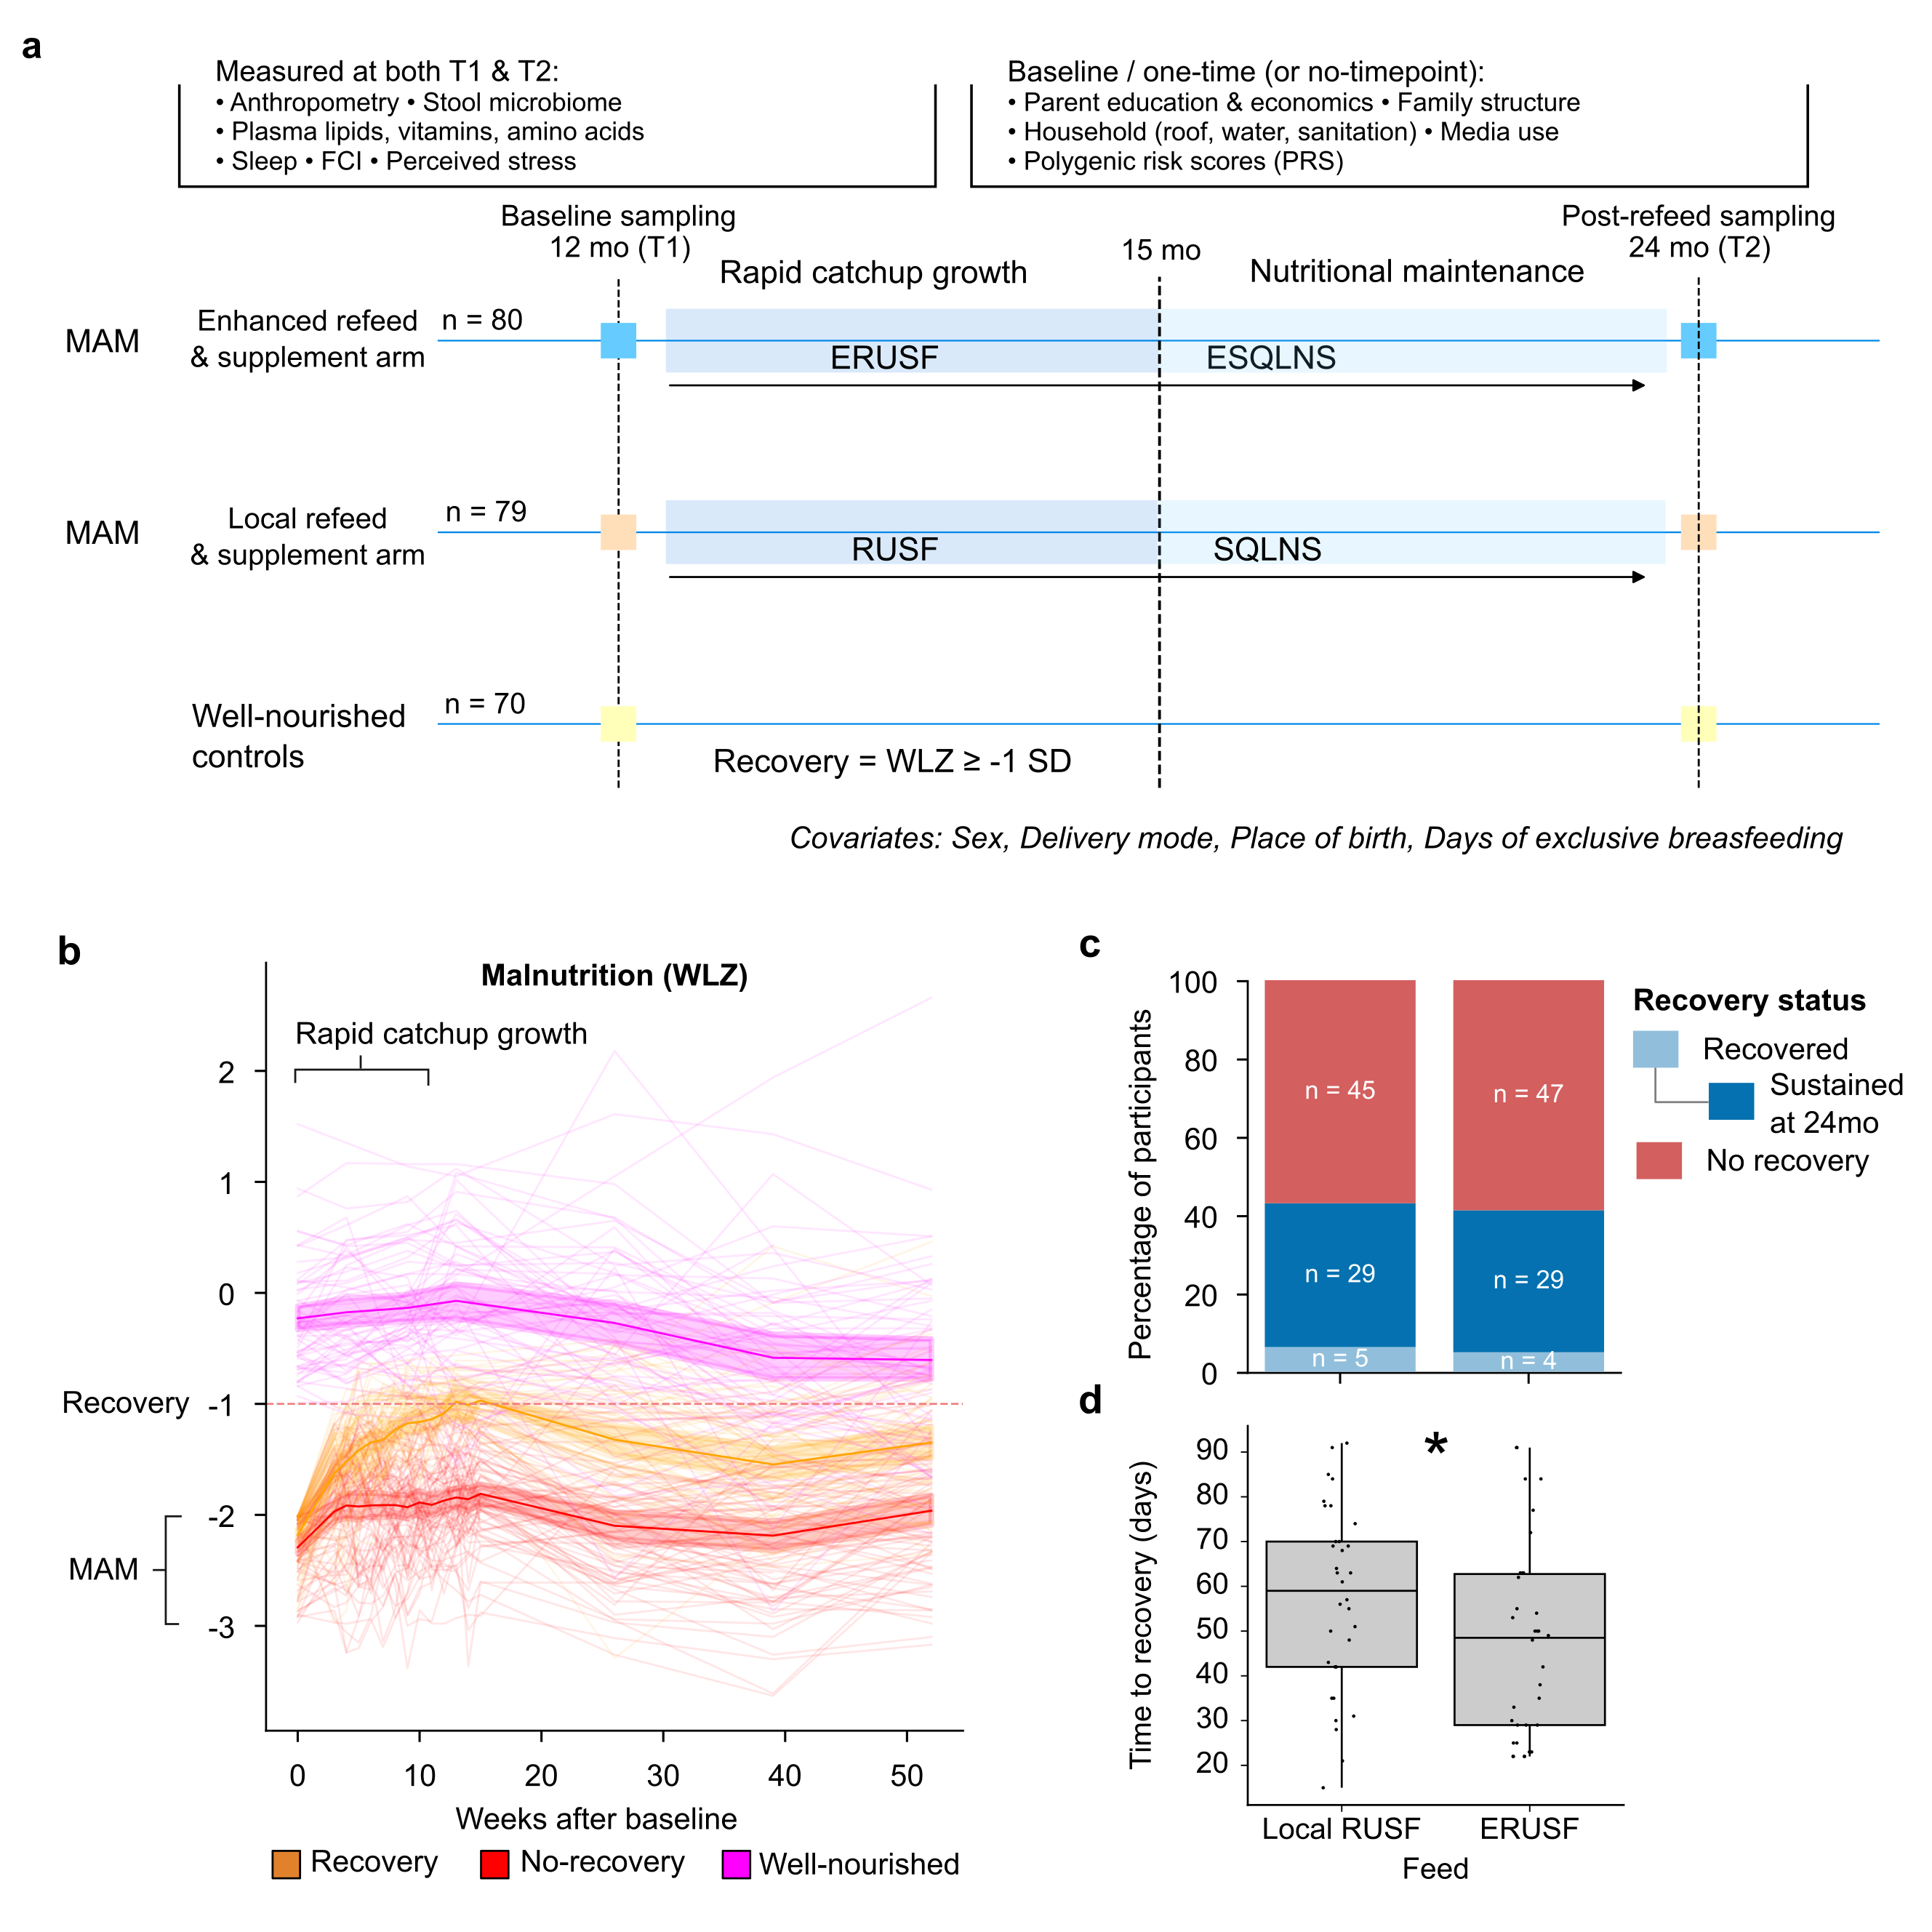 a
Measured at both T1 & T2:
• Anthropometry • Stool microbiome
• Plasma lipids, vitamins, amino acids
• Sleep • FCI • Perceived stress
Baseline / one-time (or no-timepoint):
• Parent education & economics • Family structure
• Household (roof, water, sanitation) • Media use
• Polygenic risk scores (PRS)
Baseline sampling
12 mo (T1)
Rapid catchup growth
15 mo
Nutritional maintenance
Post-refeed sampling
24 mo (T2)
MAM
Enhanced refeed
& supplement arm
n = 80
ERUSF
ESQLNS
MAM
Local refeed
& supplement arm
n = 79
RUSF
SQLNS
Well-nourished
controls
n = 70
Recovery = WLZ ≥ -1 SD
Covariates: Sex, Delivery mode, Place of birth, Days of exclusive breasfeeding
b
Malnutrition (WLZ)
Rapid catchup growth
2
1
0
Recovery
-1
-2
MAM
-3
0
10
20
30
40
50
Weeks after baseline
Recovery
No-recovery
Well-nourished
c
Percentage of participants
100
80
60
40
20
0
n = 45
n = 29
n = 5
n = 47
n = 29
n = 4
Recovery status
Recovered
Sustained
at 24mo
No recovery
d
Time to recovery (days)
90
80
70
60
50
40
30
20
*
Local RUSF
ERUSF
Feed